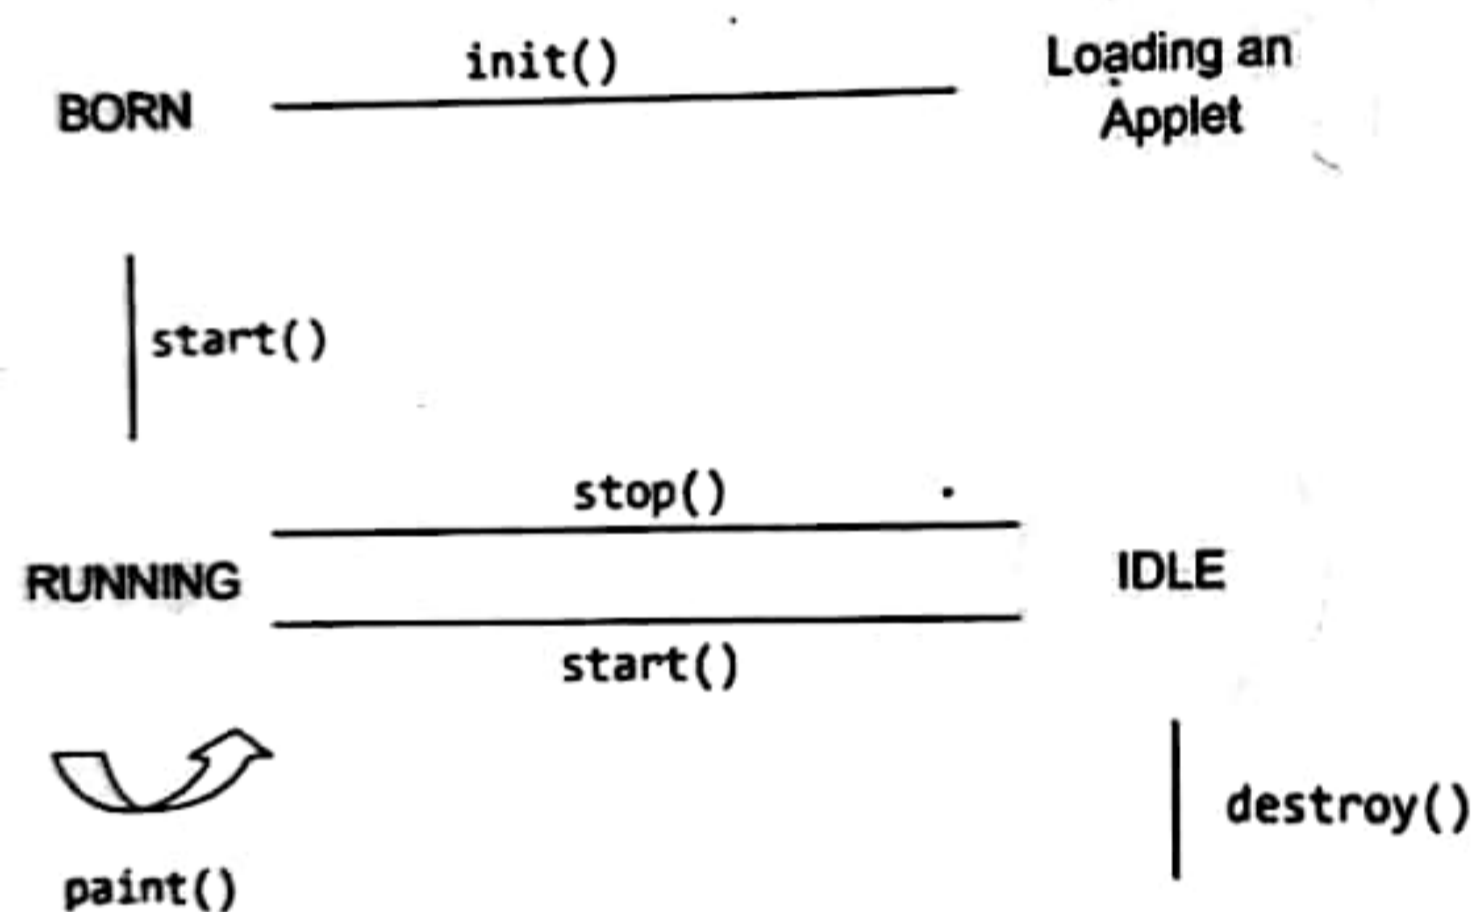 init()
Loading an
Applet
BORN
start()
stop()
RUNNING
IDLE
start()
destroy()
paint()